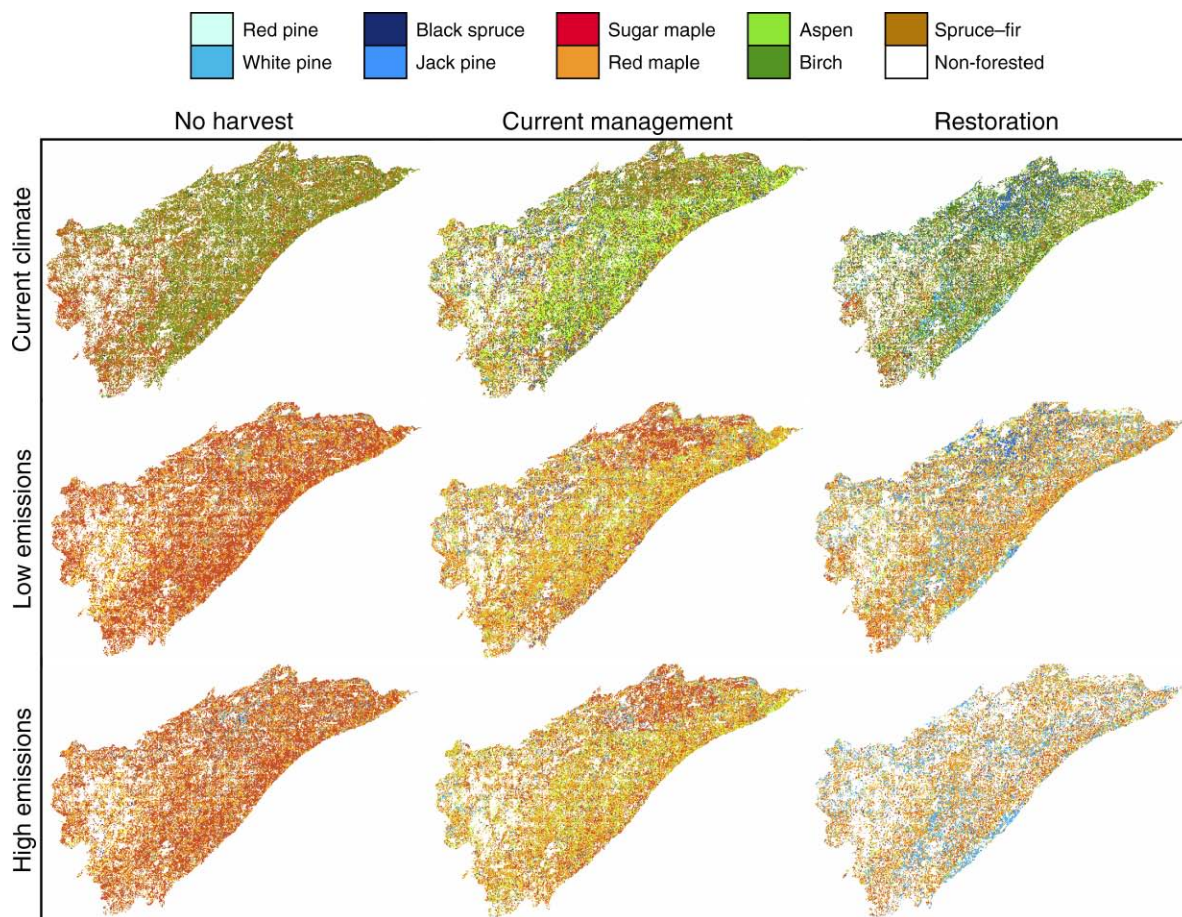 Red pine Black spruce Sugar maple Aspen Spruce–fir
White pine Jack pine Red maple Birch Non-forested
No harvest Current management Restoration
Current climate
Low emissions
High emissions